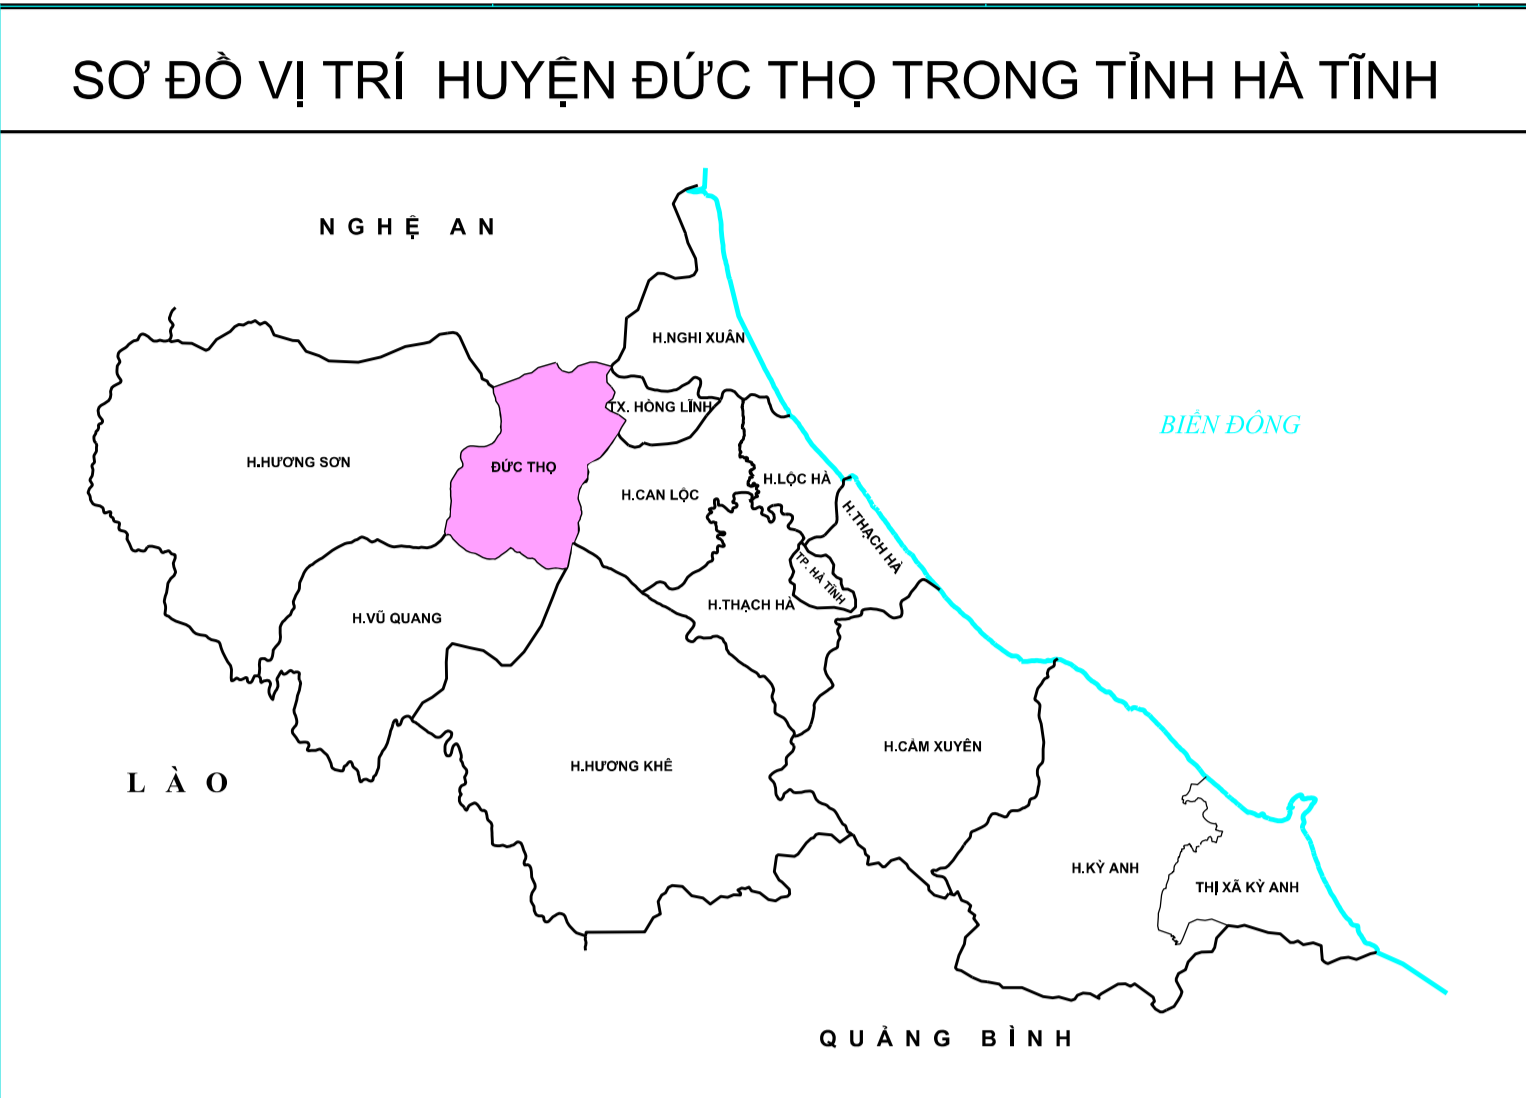 SƠ ĐỒ VỊ TRÍ HUYỆN ĐỨC THỌ TRONG TỈNH HÀ TĨNH
NGHỆ AN
H.NGHI XUÂN
TX. HỒNG LĨNH
BIỂN ĐÔNG
H.HƯƠNG SƠN
ĐỨC THỌ
H.LỘC HÀ
H.CAN LỘC
H.THẠCH HÀ
TP. HÀ TĨNH
H.THẠCH HÀ
H.VŨ QUANG
H.CẨM XUYÊN
H.HƯƠNG KHÊ
LÀO
H.KỲ ANH
THỊ XÃ KỲ ANH
QUẢNG BÌNH